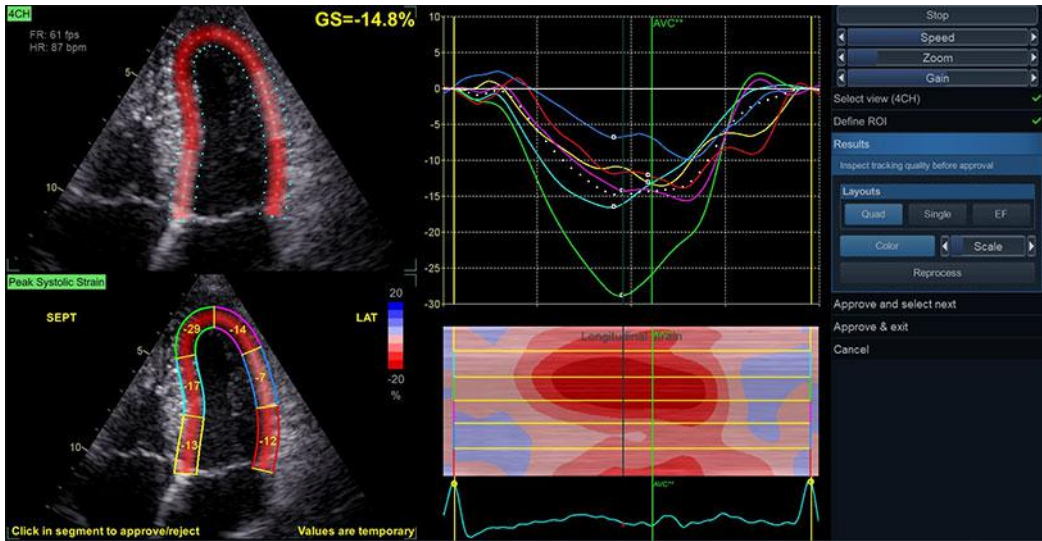 4CH
GS=-14.8%
FR: 61 fps
HR: 87 bpm
5
10
10
5
0
-5
-10
-15
-20
-25
-30
AVC**
Stop
Speed
Zoom
Gain
Select view (4CH)
Define ROI
Results
Inspect tracking quality before approval
Layouts
Quad
Single
EF
Color
Scale
Reprocess
Approve and select next
Approve & exit
Cancel
Peak Systolic Strain
SEPT
LAT
20
-20
%
-29
-14
-17
-7
-13
-12
5
10
Click in segment to approve/reject
Values are temporary
Longitudinal Strain
AVC**